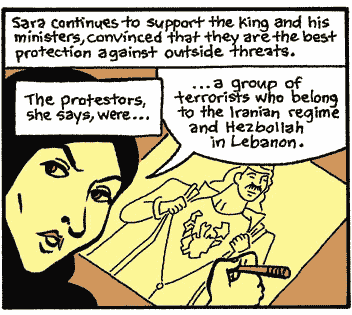 Sara continues to support the King and his
ministers, convinced that they are the best
protection against outside threats.
The protestors,
she says, were...
...a group of
terrorists who belong
to the Iranian regime
and Hezbollah
in Lebanon.